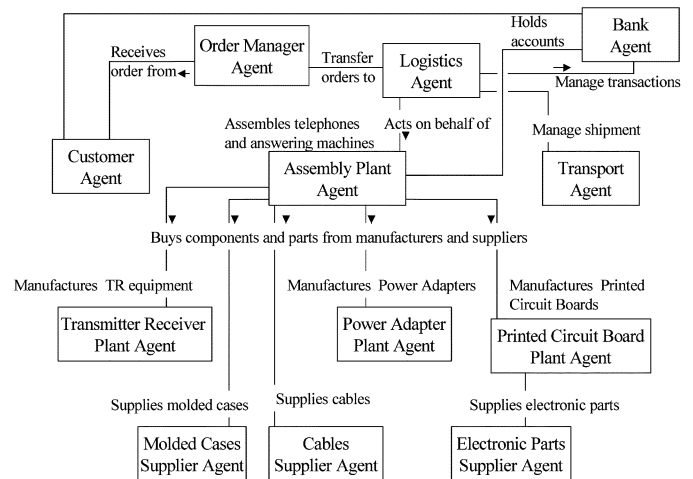 Holds
accounts
Bank
Agent
Receives
order from
Order Manager
Agent
Transfer
orders to
Logistics
Agent
Manage transactions
Assembles telephones
and answering machines
Acts on behalf of
Manage shipment
Customer
Agent
Assembly Plant
Agent
Transport
Agent
Buys components and parts from manufacturers and suppliers
Manufactures TR equipment
Manufactures Power Adapters
Manufactures Printed
Circuit Boards
Transmitter Receiver
Plant Agent
Power Adapter
Plant Agent
Printed Circuit Board
Plant Agent
Supplies molded cases
Supplies cables
Supplies electronic parts
Molded Cases
Supplier Agent
Cables
Supplier Agent
Electronic Parts
Supplier Agent